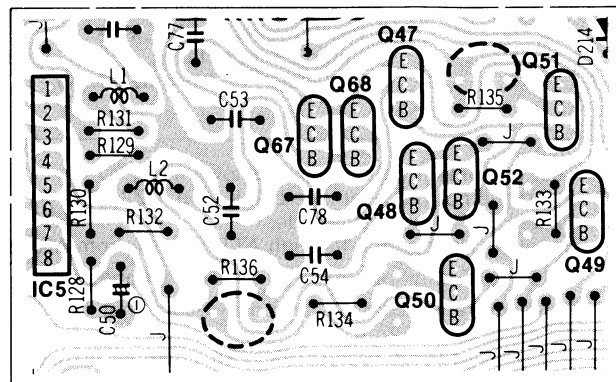 Q47
C77
J
J
D214
1
2
3
4
5
6
7
8
IC5
L1
R131
R129
R130
L2
R132
R128
C50
J
C53
C52
Q67
E
C
B
Q68
E
C
B
E
C
B
R135
Q51
E
C
B
J
C78
C54
R136
R134
Q48
E
C
B
E
C
B
Q52
J
J
R133
E
C
B
Q49
Q50
E
C
B
J
J
J
J
J
J